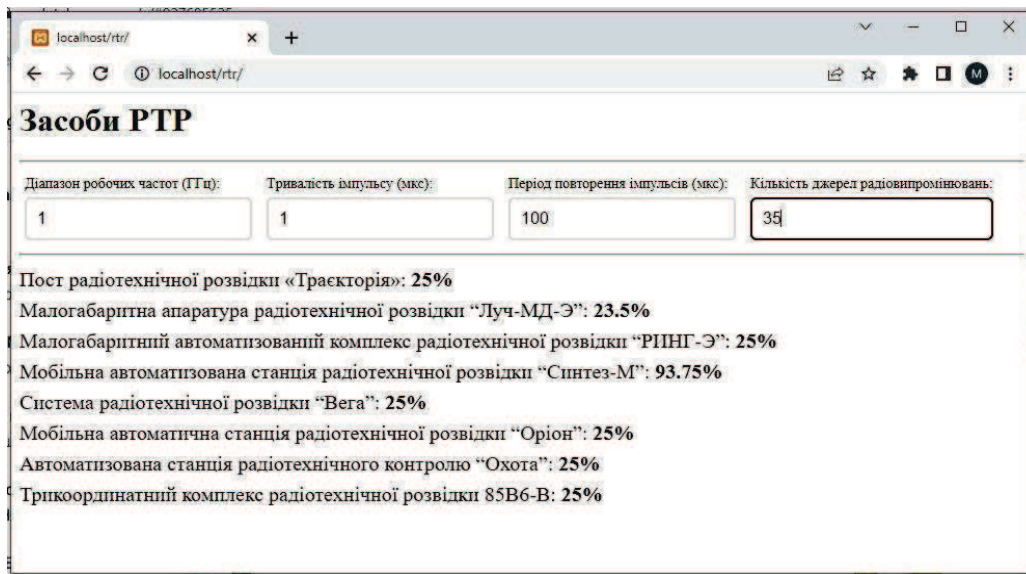 localhost/rtr/
localhost/rtr/
M
Засоби РТР
Діапазон робочих частот (ГГц): Тривалість імпульсу (мкс): Період повторення імпульсів (мкс): Кількість джерел радіовипромінювань:
1 1 100 35
Пост радіотехнічної розвідки «Траєкторія»: 25%
Малогабаритна апаратура радіотехнічної розвідки “Луч-МД-Э”: 23.5%
Малогабаритний автоматизований комплекс радіотехнічної розвідки “РИНГ-Э”: 25%
Мобільна автоматизована станція радіотехнічної розвідки “Синтез-М”: 93.75%
Система радіотехнічної розвідки “Вега”: 25%
Мобільна автоматична станція радіотехнічної розвідки “Оріон”: 25%
Автоматизована станція радіотехнічного контролю “Охота”: 25%
Трикоординатний комплекс радіотехнічної розвідки 85В6-В: 25%